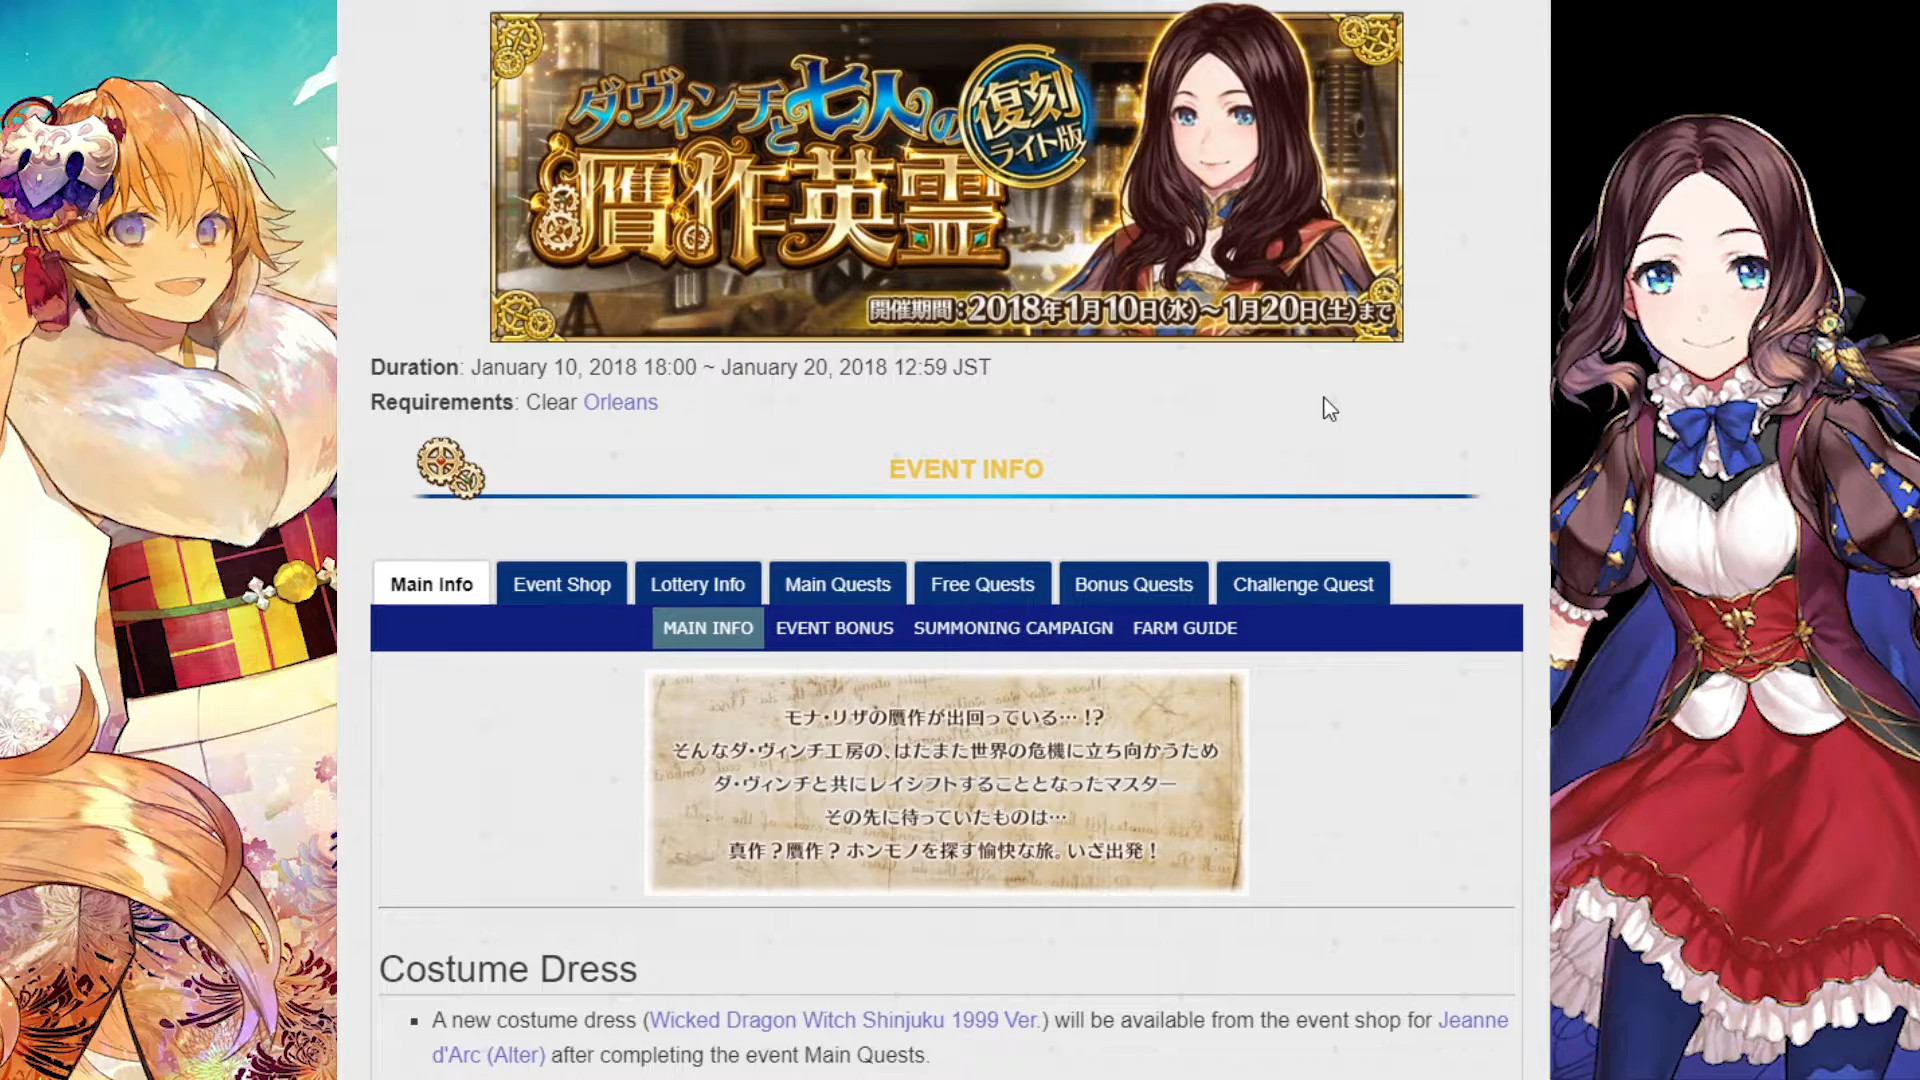 ダ・ヴィンチと七人の
贋作英霊
復刻
ライト版
開催期間:2018年1月10日(水)~1月20日(土)まで
Duration: January 10, 2018 18:00 ~ January 20, 2018 12:59 JST
Requirements: Clear Orleans
EVENT INFO
Main Info Event Shop Lottery Info Main Quests Free Quests Bonus Quests Challenge Quest
MAIN INFO EVENT BONUS SUMMONING CAMPAIGN FARM GUIDE
モナ・リザの贋作が出回っている…!?
そんなダ・ヴィンチ工房の、はたまた世界の危機に立ち向かうため
ダ・ヴィンチと共にレイシフトすることとなったマスター
その先に待っていたものは…
真作?贋作?ホンモノを探す愉快な旅。いざ出発!
Costume Dress
▪ A new costume dress (Wicked Dragon Witch Shinjuku 1999 Ver.) will be available from the event shop for Jeanne
d'Arc (Alter) after completing the event Main Quests.